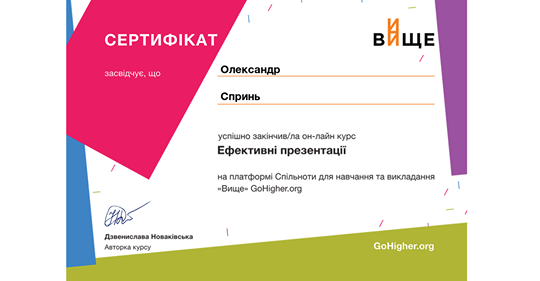 СЕРТИФІКАТ
ВИЩЕ
засвідчує, що
Олександр
Спринь
успішно закінчив/ла он-лайн курс
Ефективні презентації
на платформі Спільноти для навчання та викладання
«Вище» GoHigher.org
Дзвенислава Новаківська
Авторка курсу
GoHigher.org